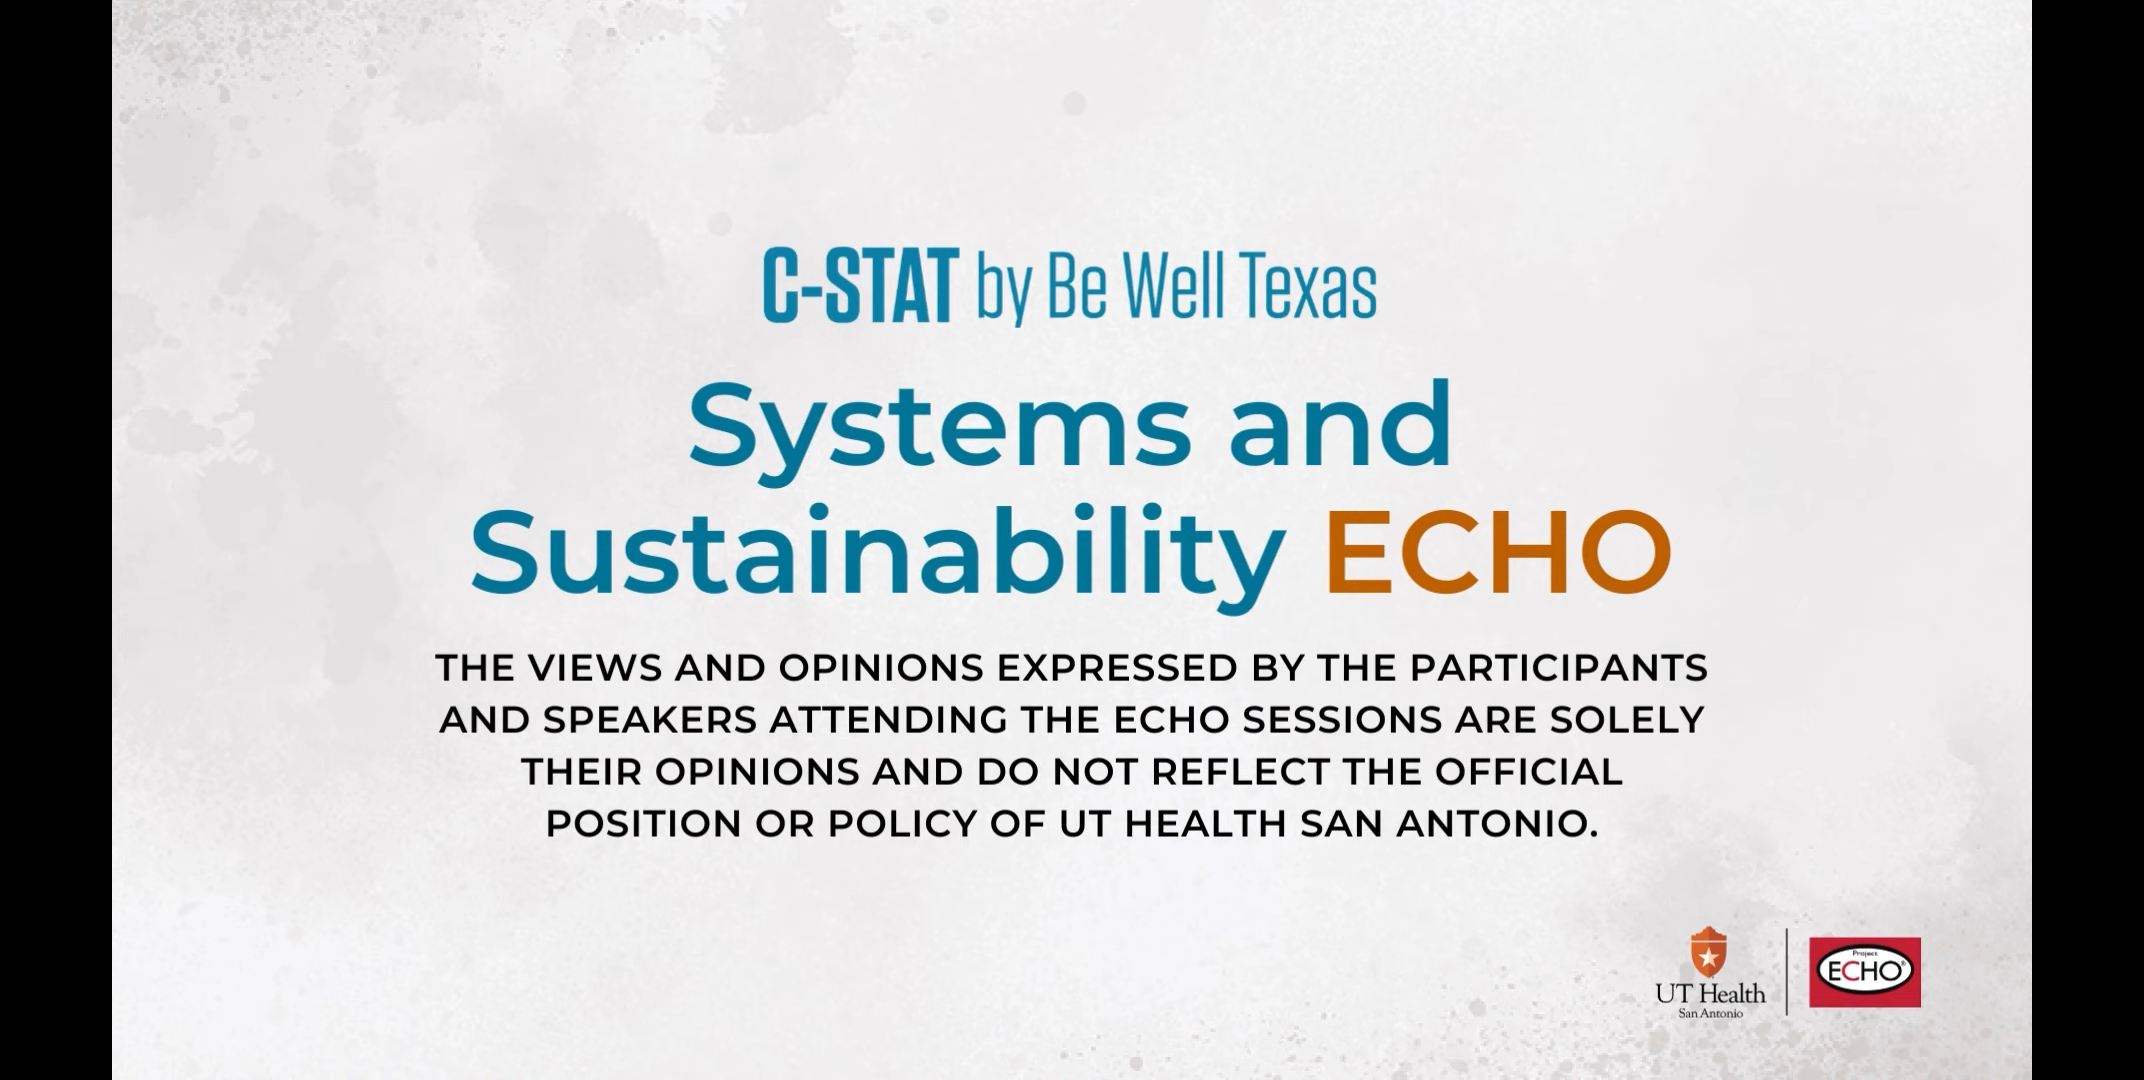 C-STAT by Be Well Texas
Systems and
Sustainability ECHO
THE VIEWS AND OPINIONS EXPRESSED BY THE PARTICIPANTS
AND SPEAKERS ATTENDING THE ECHO SESSIONS ARE SOLELY
THEIR OPINIONS AND DO NOT REFLECT THE OFFICIAL
POSITION OR POLICY OF UT HEALTH SAN ANTONIO.
UT Health
San Antonio
Project
ECHO®